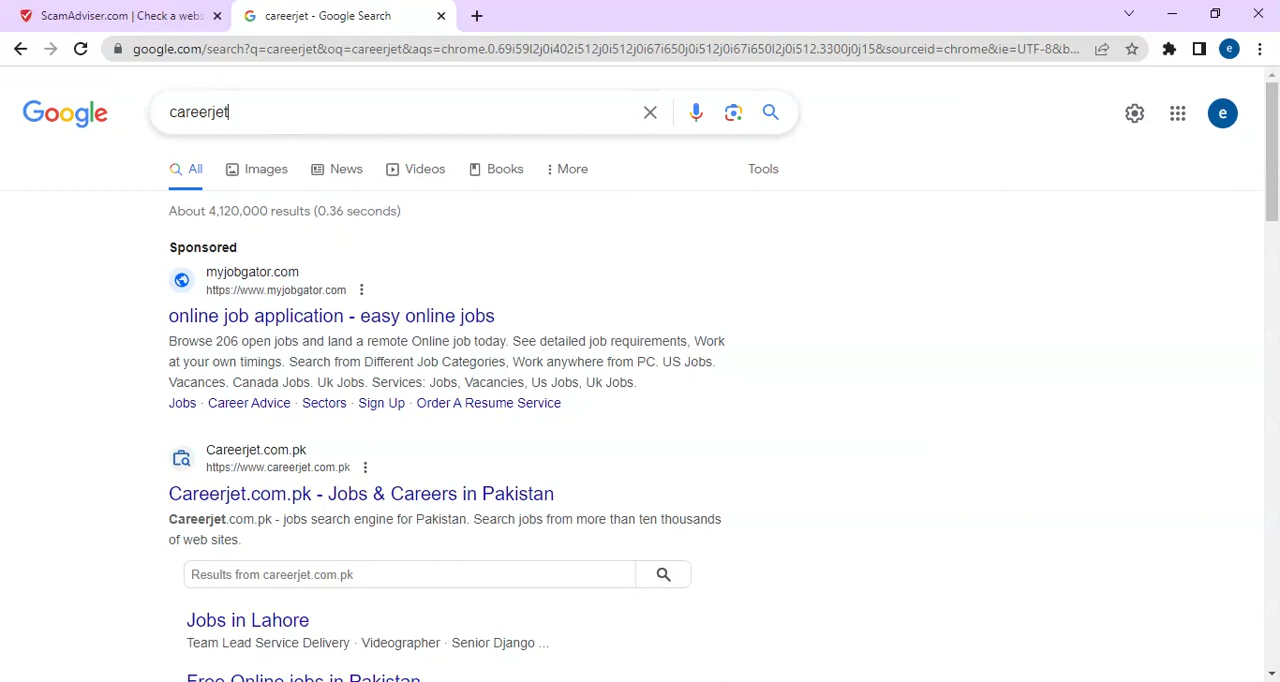 ScamAdviser.com | Check a webs
careerjet - Google Search
google.com/search?q=careerjet&oq=careerjet&aqs=chrome.0.69i59l2j0i402i512j0i512j0i67i650j0i512j0i67i650l2j0i512.3300j0j15&sourceid=chrome&ie=UTF-8&b...
e
Google
careerjet
e
All
Images
News
Videos
Books
More
Tools
About 4,120,000 results (0.36 seconds)
Sponsored
myjobgator.com
https://www.myjobgator.com
online job application - easy online jobs
Browse 206 open jobs and land a remote Online job today. See detailed job requirements, Work
at your own timings. Search from Different Job Categories, Work anywhere from PC. US Jobs.
Vacances. Canada Jobs. Uk Jobs. Services: Jobs, Vacancies, Us Jobs, Uk Jobs.
Jobs · Career Advice · Sectors · Sign Up · Order A Resume Service
Careerjet.com.pk
https://www.careerjet.com.pk
Careerjet.com.pk - Jobs & Careers in Pakistan
Careerjet.com.pk - jobs search engine for Pakistan. Search jobs from more than ten thousands
of web sites.
Results from careerjet.com.pk
Jobs in Lahore
Team Lead Service Delivery · Videographer · Senior Django ...
Free Online jobs in Pakistan